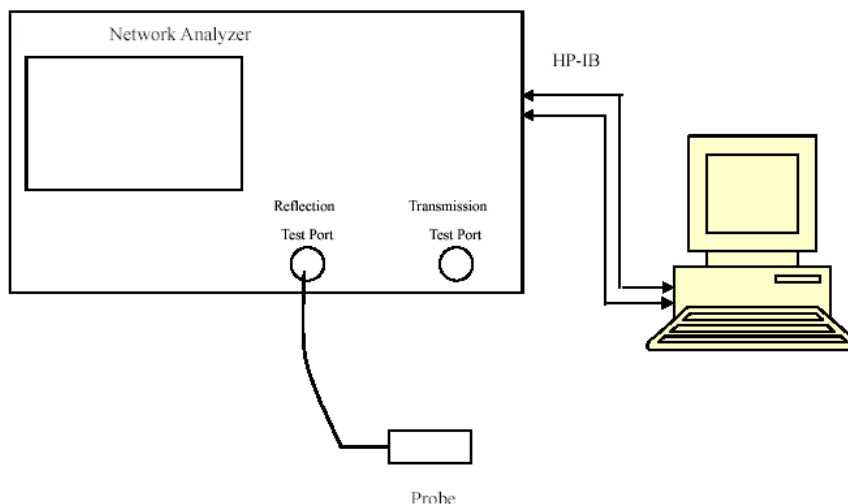 Network Analyzer
HP-IB
Reflection
Test Port
Transmission
Test Port
Probe